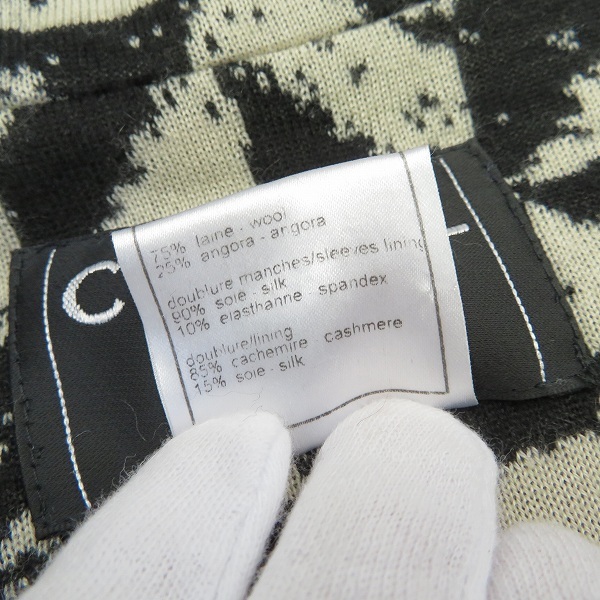 75% laine - wool
25% angora - angora
doublure manches/sleeves lining
90% soie - silk
10% elasthanne - spandex
doublure/lining
85% cachemire cashmere
15% soie - silk
C